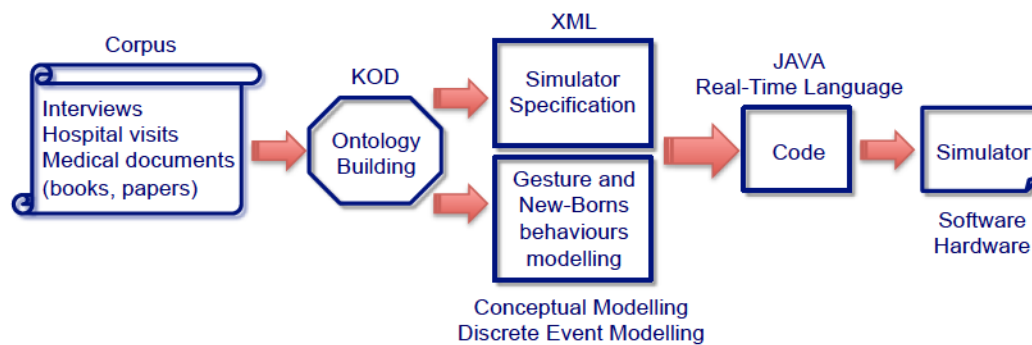 Corpus
Interviews
Hospital visits
Medical documents
(books, papers)
KOD
Ontology
Building
XML
Simulator
Specification
Gesture and
New-Borns
behaviours
modelling
Conceptual Modelling
Discrete Event Modelling
JAVA
Real-Time Language
Code
Simulator
Software
Hardware